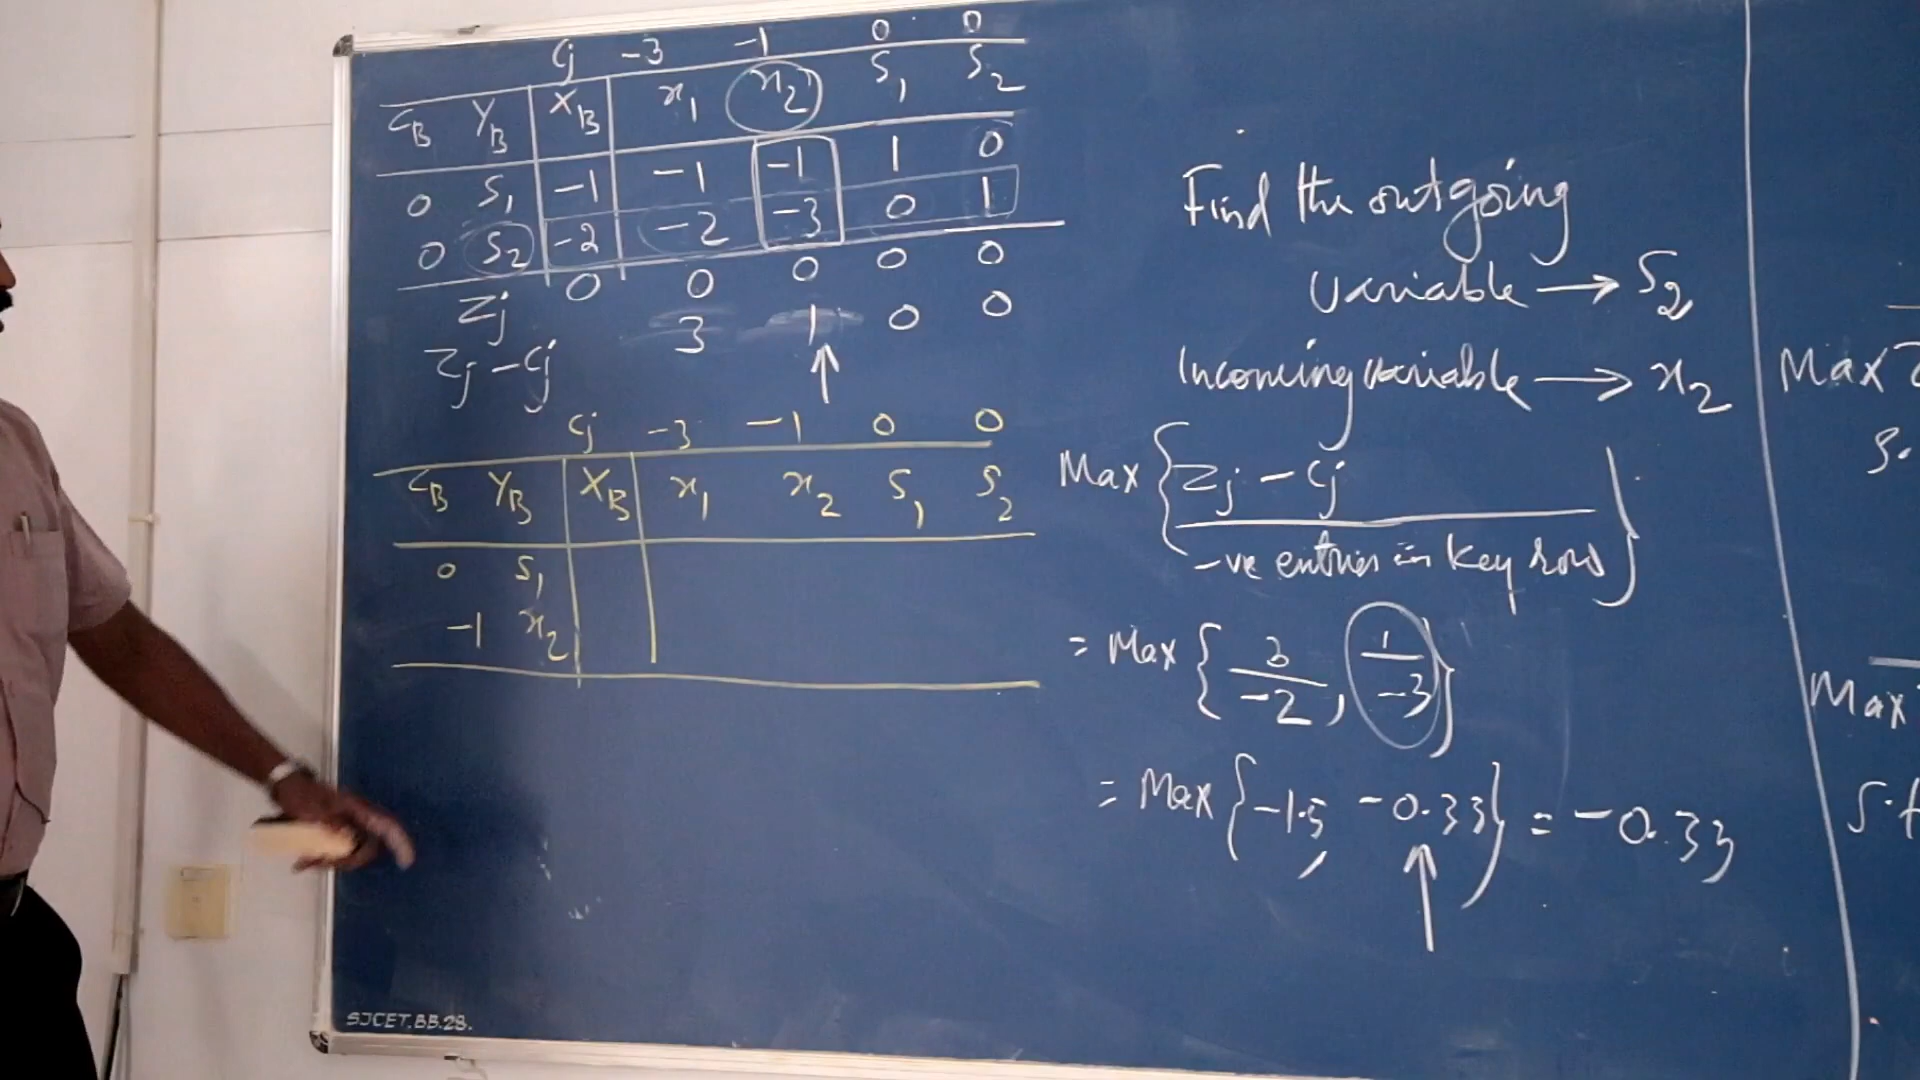 Cj -3 -1 0 0
CB YB XB x1 x2 S1 S2
0 S1 -1 -1 -1 1 0
0 S2 -2 -2 -3 0 1
Zj 0 0 0 0 0
Zj - Cj 3 1 0 0
Cj -3 -1 0 0
CB YB XB x1 x2 S1 S2
0 S1
-1 x2
Find the outgoing
variable → S2
Incoming variable → x2
Max { Zj - Cj / -ve entries in key row }
= Max { 3/-2, 1/-3 }
= Max { -1.5, -0.33 } = -0.33
Max Z
S.
Max
S.t
SJCET.BB.28.